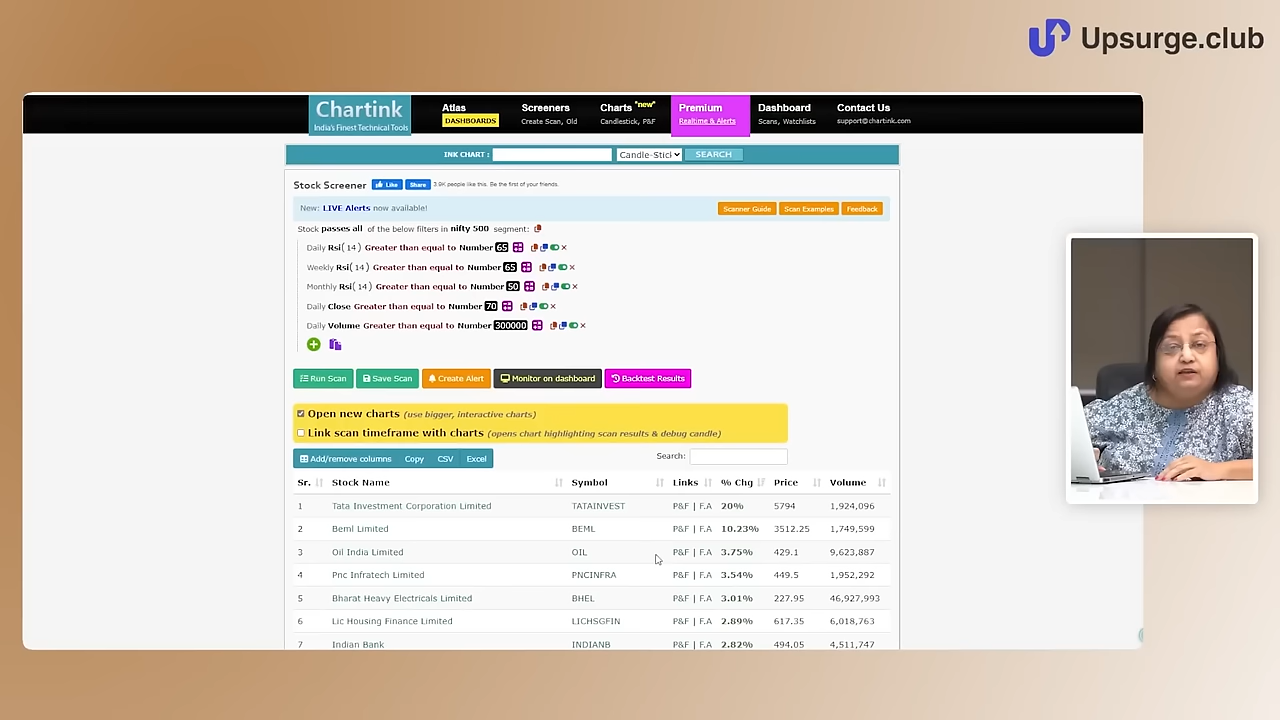 Upsurge.club
Chartink
India's Finest Technical Tools
Atlas
DASHBOARDS
Screeners
Create Scan, Old
Charts "new"
Candlestick, P&F
Premium
Realtime & Alerts
Dashboard
Scans, Watchlists
Contact Us
support@chartink.com
INK CHART : Candle-Stick SEARCH
Stock Screener Like Share 3.9K people like this. Be the first of your friends.
New: LIVE Alerts now available! Scanner Guide Scan Examples Feedback
Stock passes all of the below filters in nifty 500 segment:
Daily Rsi( 14 ) Greater than equal to Number 65
Weekly Rsi( 14 ) Greater than equal to Number 65
Monthly Rsi( 14 ) Greater than equal to Number 50
Daily Close Greater than equal to Number 70
Daily Volume Greater than equal to Number 300000
Run Scan Save Scan Create Alert Monitor on dashboard Backtest Results
Open new charts (use bigger, interactive charts)
Link scan timeframe with charts (opens chart highlighting scan results & debug candle)
Add/remove columns Copy CSV Excel Search:
Sr. Stock Name Symbol Links % Chg Price Volume
1 Tata Investment Corporation Limited TATAINVEST P&F | F.A 20% 5794 1,924,096
2 Beml Limited BEML P&F | F.A 10.23% 3512.25 1,749,599
3 Oil India Limited OIL P&F | F.A 3.75% 429.1 9,623,887
4 Pnc Infratech Limited PNCINFRA P&F | F.A 3.54% 449.5 1,952,292
5 Bharat Heavy Electricals Limited BHEL P&F | F.A 3.01% 227.95 46,927,993
6 Lic Housing Finance Limited LICHSGFIN P&F | F.A 2.89% 617.35 6,018,763
7 Indian Bank INDIANB P&F | F.A 2.82% 494.05 4,511,747